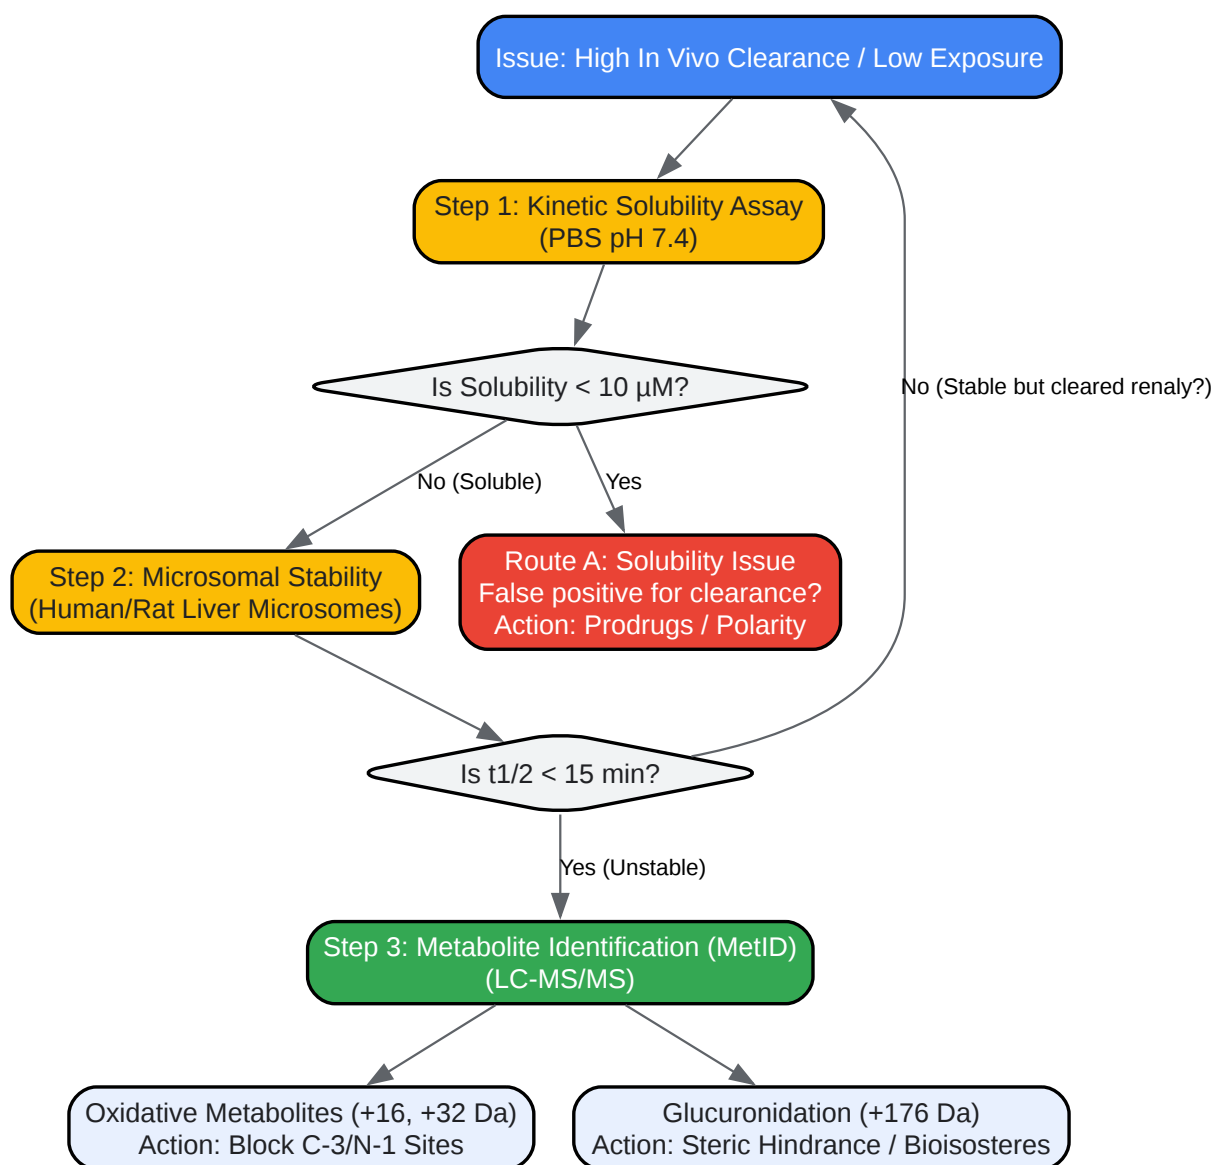 Issue: High In Vivo Clearance / Low Exposure
Step 1: Kinetic Solubility Assay
(PBS pH 7.4)
Is Solubility < 10 µM?
No (Stable but cleared renaly?)
No (Soluble)
Yes
Step 2: Microsomal Stability
(Human/Rat Liver Microsomes)
Route A: Solubility Issue
False positive for clearance?
Action: Prodrugs / Polarity
Is t1/2 < 15 min?
Yes (Unstable)
Step 3: Metabolite Identification (MetID)
(LC-MS/MS)
Oxidative Metabolites (+16, +32 Da)
Action: Block C-3/N-1 Sites
Glucuronidation (+176 Da)
Action: Steric Hindrance / Bioisosteres